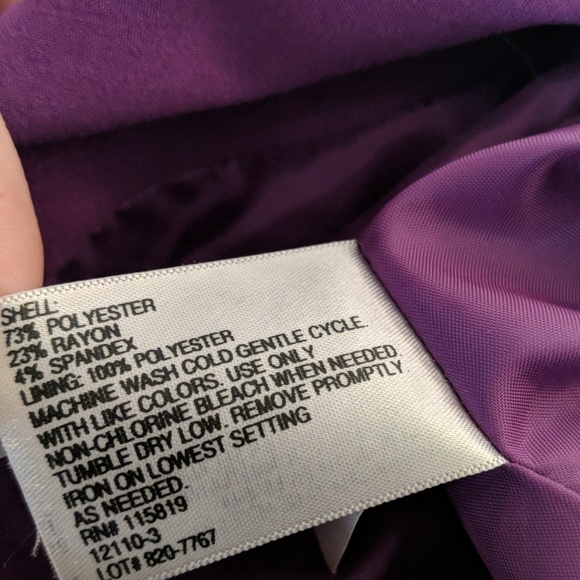 SHELL:
73% POLYESTER
23% RAYON
4% SPANDEX
LINING: 100% POLYESTER
MACHINE WASH COLD GENTLE CYCLE.
WITH LIKE COLORS. USE ONLY
NON-CHLORINE BLEACH WHEN NEEDED.
TUMBLE DRY LOW. REMOVE PROMPTLY
IRON ON LOWEST SETTING
AS NEEDED.
RN# 115819
12110-3
LOT# 820-7767